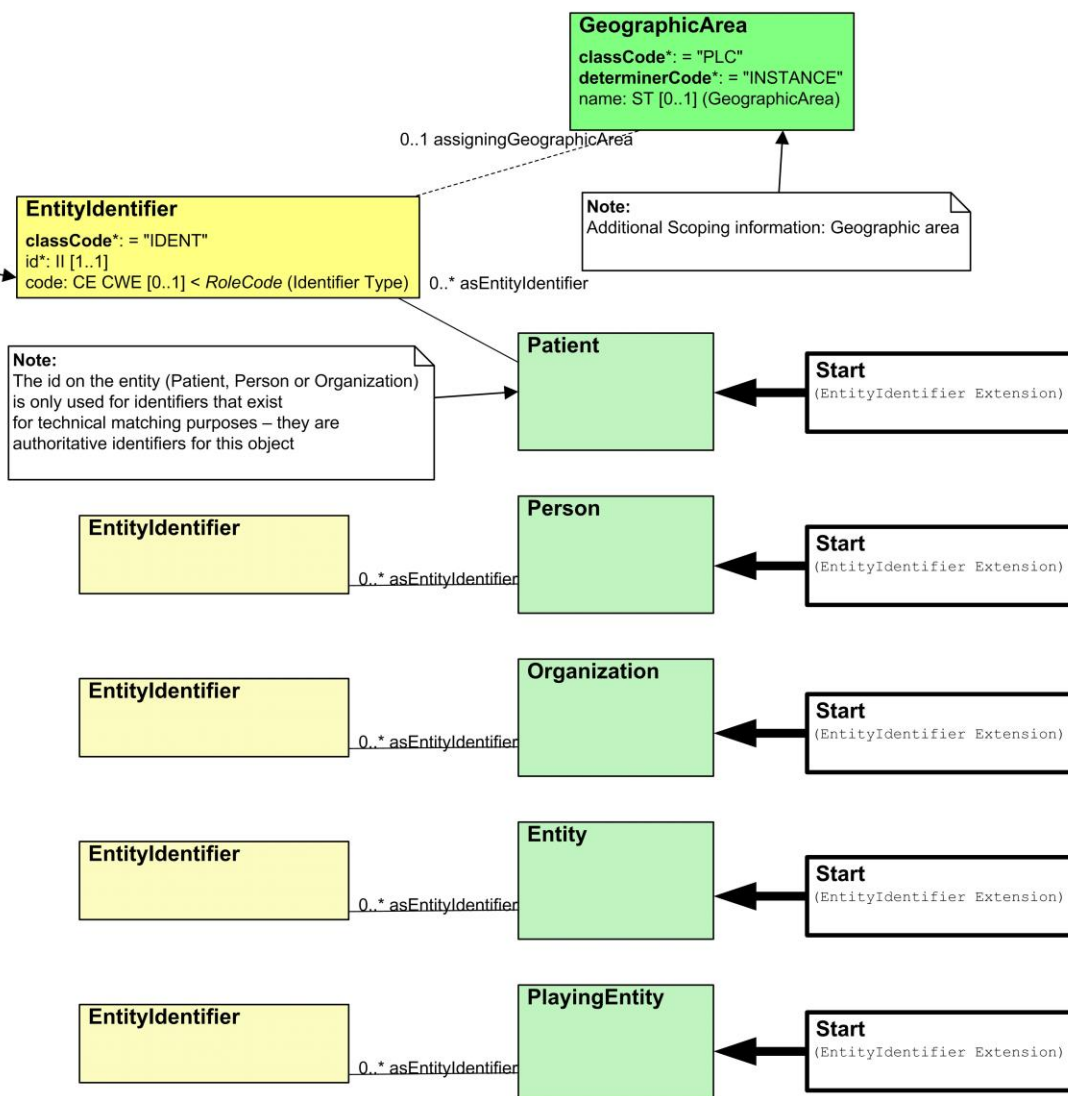 GeographicArea
classCode*: = "PLC"
determinerCode*: = "INSTANCE"
name: ST [0..1] (GeographicArea)
0..1 assigningGeographicArea
EntityIdentifier
classCode*: = "IDENT"
id*: II [1..1]
code: CE CWE [0..1] < RoleCode (Identifier Type)
Note:
Additional Scoping information: Geographic area
0..* asEntityIdentifier
Note:
The id on the entity (Patient, Person or Organization)
is only used for identifiers that exist
for technical matching purposes – they are
authoritative identifiers for this object
Patient
Start
(EntityIdentifier Extension)
EntityIdentifier
0..* asEntityIdentifier
Person
Start
(EntityIdentifier Extension)
EntityIdentifier
0..* asEntityIdentifier
Organization
Start
(EntityIdentifier Extension)
EntityIdentifier
0..* asEntityIdentifier
Entity
Start
(EntityIdentifier Extension)
EntityIdentifier
0..* asEntityIdentifier
PlayingEntity
Start
(EntityIdentifier Extension)